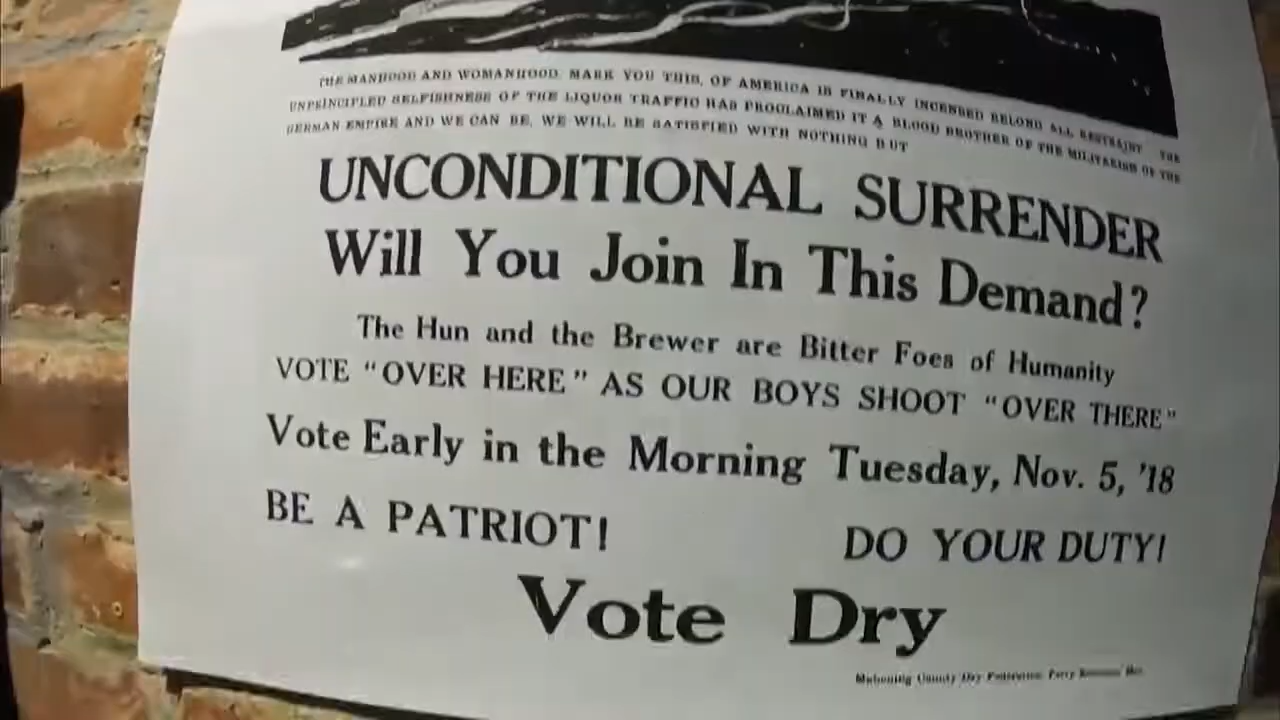 THE MANHOOD AND WOMANHOOD, MARK YOU THIS, OF AMERICA IS FINALLY INCENSED BEYOND ALL RESTRAINT. THE
UNPRINCIPLED SELFISHNESS OF THE LIQUOR TRAFFIC HAS PROCLAIMED IT A BLOOD BROTHER OF THE MILITARISM OF THE
GERMAN EMPIRE AND WE CAN BE, WE WILL BE SATISFIED WITH NOTHING BUT
UNCONDITIONAL SURRENDER
Will You Join In This Demand?
The Hun and the Brewer are Bitter Foes of Humanity
VOTE "OVER HERE" AS OUR BOYS SHOOT "OVER THERE"
Vote Early in the Morning Tuesday, Nov. 5, '18
BE A PATRIOT! DO YOUR DUTY!
Vote Dry
Mahoning County Dry Federation,